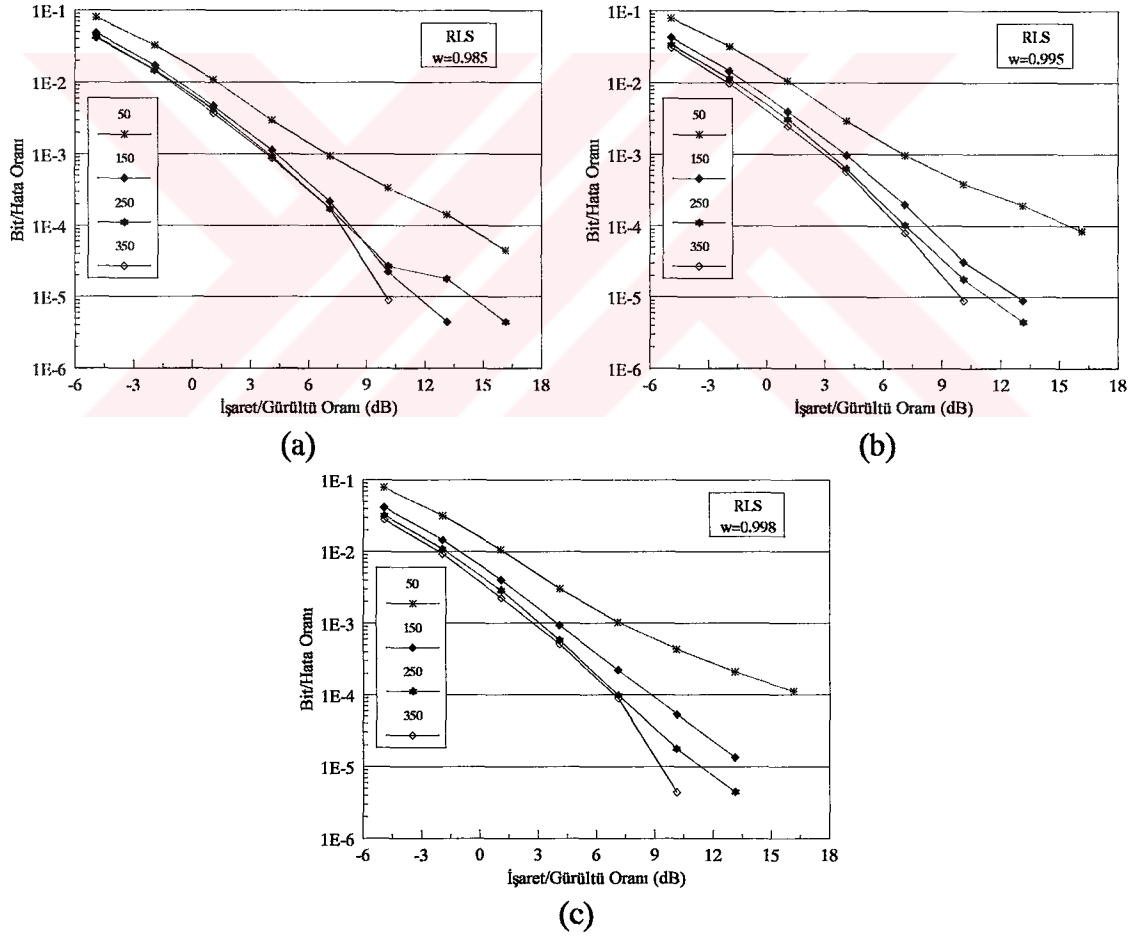 1E-1
1E-2
1E-3
1E-4
1E-5
1E-6
Bit/Hata Oranı
RLS
w=0.985
50
150
250
350
-6 -3 0 3 6 9 12 15 18
İşaret/Gürültü Oranı (dB)
(a)
1E-1
1E-2
1E-3
1E-4
1E-5
1E-6
Bit/Hata Oranı
RLS
w=0.995
50
150
250
350
-6 -3 0 3 6 9 12 15 18
İşaret/Gürültü Oranı (dB)
(b)
1E-1
1E-2
1E-3
1E-4
1E-5
1E-6
Bit/Hata Oranı
RLS
w=0.998
50
150
250
350
-6 -3 0 3 6 9 12 15 18
İşaret/Gürültü Oranı (dB)
(c)